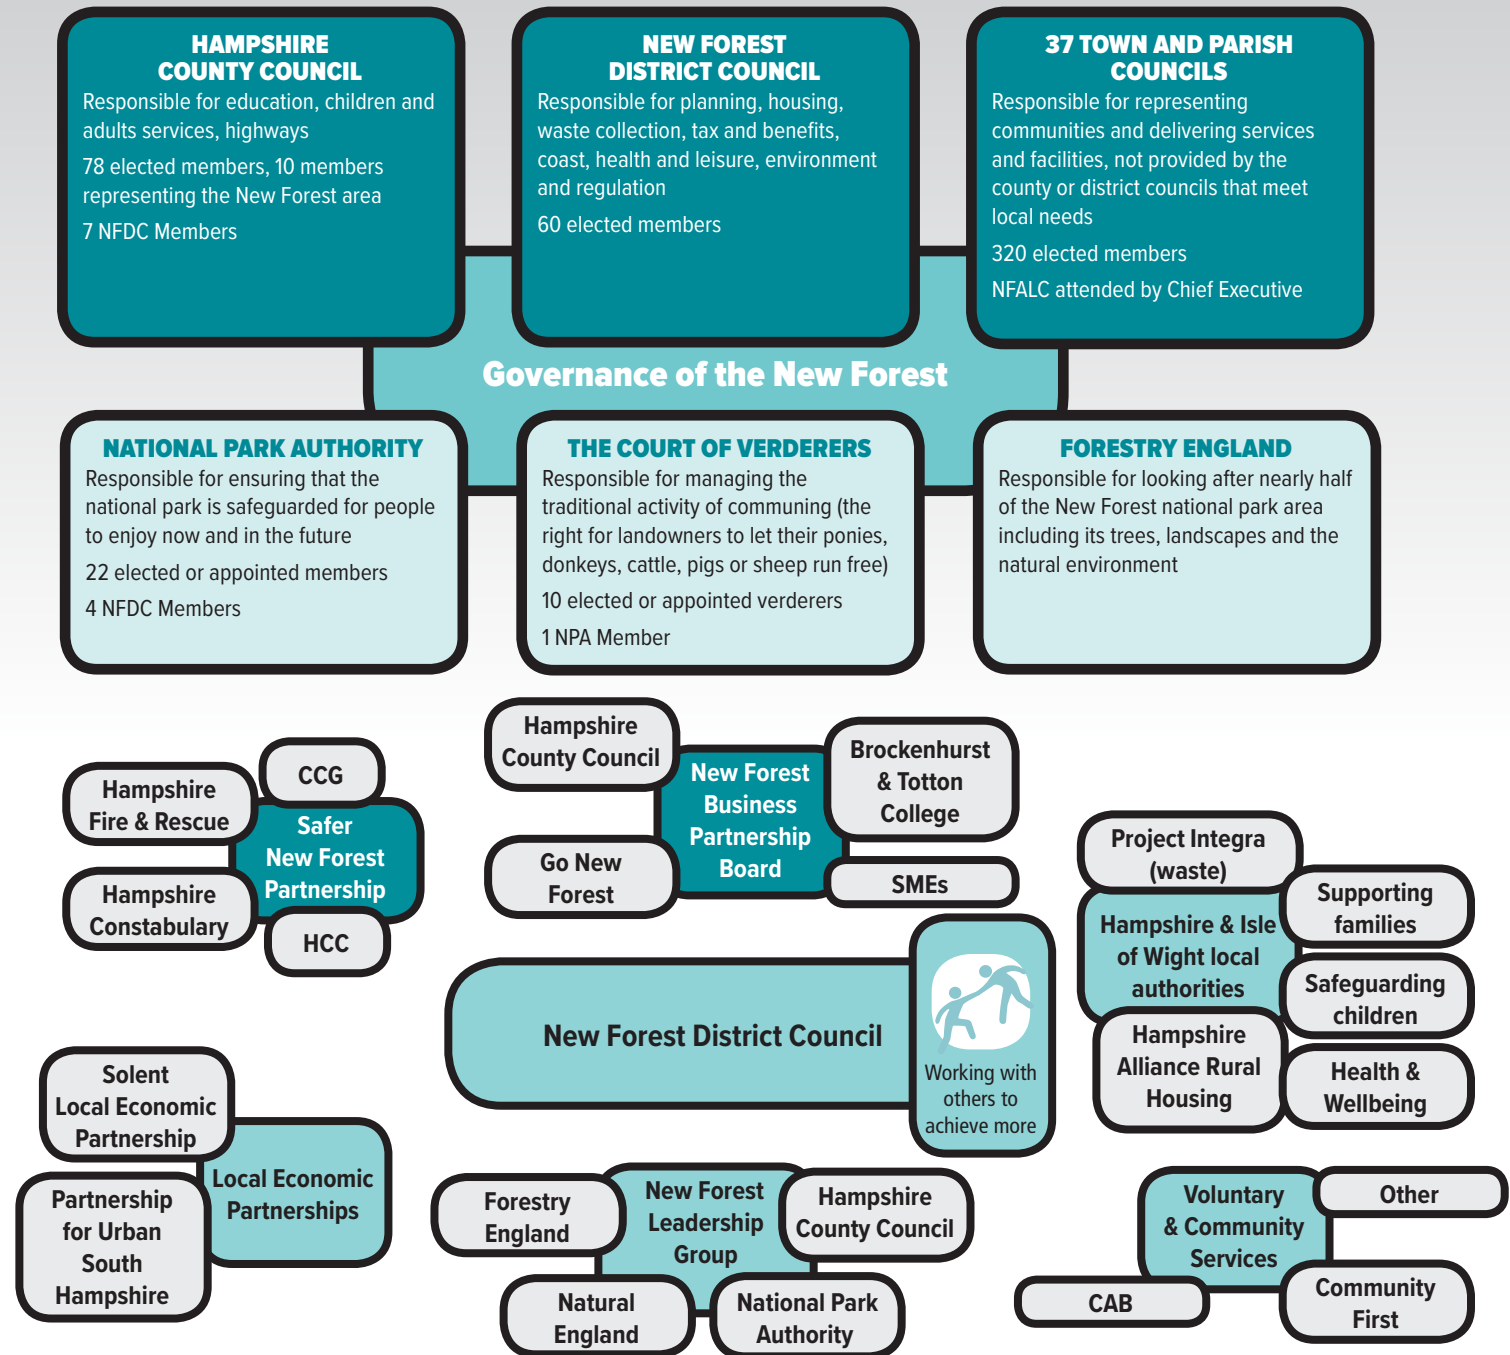 HAMPSHIRE
COUNTY COUNCIL
Responsible for education, children and
adults services, highways
78 elected members, 10 members
representing the New Forest area
7 NFDC Members
NEW FOREST
DISTRICT COUNCIL
Responsible for planning, housing,
waste collection, tax and benefits,
coast, health and leisure, environment
and regulation
60 elected members
37 TOWN AND PARISH
COUNCILS
Responsible for representing
communities and delivering services
and facilities, not provided by the
county or district councils that meet
local needs
320 elected members
NFALC attended by Chief Executive
Governance of the New Forest
NATIONAL PARK AUTHORITY
Responsible for ensuring that the
national park is safeguarded for people
to enjoy now and in the future
22 elected or appointed members
4 NFDC Members
THE COURT OF VERDERERS
Responsible for managing the
traditional activity of communing (the
right for landowners to let their ponies,
donkeys, cattle, pigs or sheep run free)
10 elected or appointed verderers
1 NPA Member
FORESTRY ENGLAND
Responsible for looking after nearly half
of the New Forest national park area
including its trees, landscapes and the
natural environment
CCG
Hampshire
Fire & Rescue
Safer
New Forest
Partnership
Hampshire
Constabulary
HCC
Hampshire
County Council
New Forest
Business
Partnership
Board
Brockenhurst
& Totton
College
Go New
Forest
SMEs
Project Integra
(waste)
Hampshire & Isle
of Wight local
authorities
Supporting
families
Safeguarding
children
Hampshire
Alliance Rural
Housing
Health &
Wellbeing
New Forest District Council
Working with
others to
achieve more
Solent
Local Economic
Partnership
Local Economic
Partnerships
Partnership
for Urban
South
Hampshire
Forestry
England
New Forest
Leadership
Group
Hampshire
County Council
Natural
England
National Park
Authority
Voluntary
& Community
Services
Other
CAB
Community
First